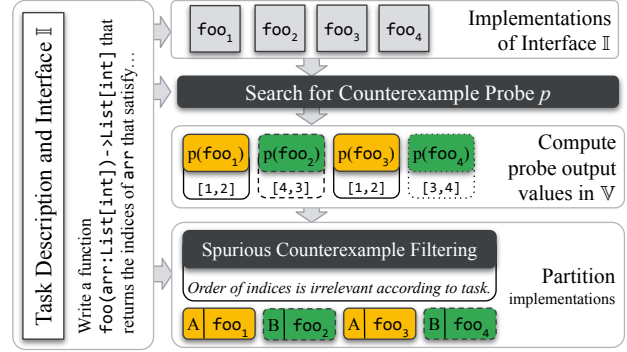 Task Description and Interface 𝕀
Write a function
foo(arr:List[int])->List[int] that
returns the indices of arr that satisfy…
foo₁ foo₂ foo₃ foo₄
Implementations
of Interface 𝕀
Search for Counterexample Probe p
p(foo₁) p(foo₂) p(foo₃) p(foo₄)
[1,2] [4,3] [1,2] [3,4]
Compute
probe output
values in 𝕍
Spurious Counterexample Filtering
Order of indices is irrelevant according to task.
A foo₁ B foo₂ A foo₃ B foo₄
Partition
implementations